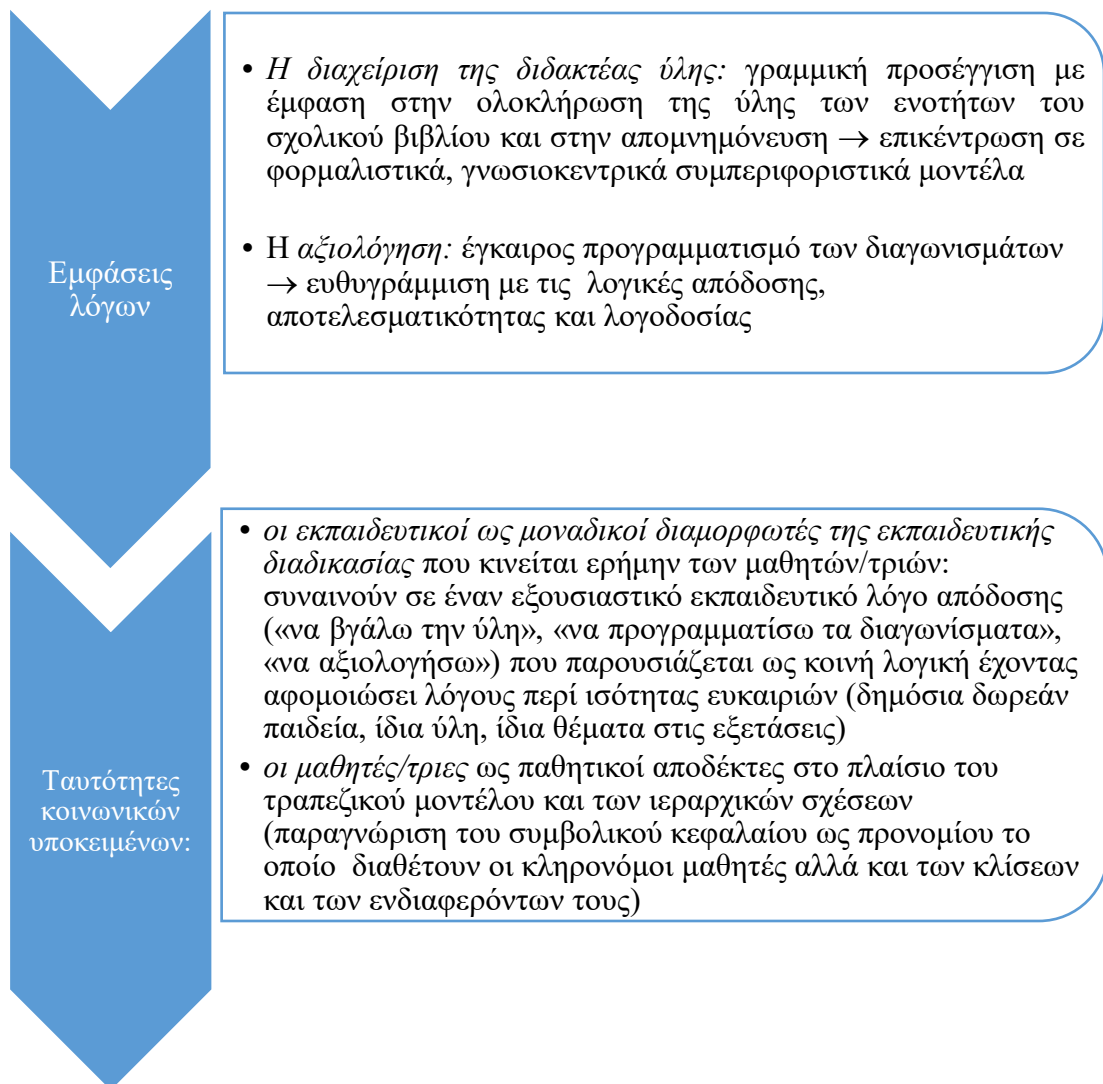 Εμφάσεις
λόγων
• Η διαχείριση της διδακτέας ύλης: γραμμική προσέγγιση με
έμφαση στην ολοκλήρωση της ύλης των ενοτήτων του
σχολικού βιβλίου και στην απομνημόνευση → επικέντρωση σε
φορμαλιστικά, γνωσιοκεντρικά συμπεριφοριστικά μοντέλα
• Η αξιολόγηση: έγκαιρος προγραμματισμό των διαγωνισμάτων
→ ευθυγράμμιση με τις λογικές απόδοσης,
αποτελεσματικότητας και λογοδοσίας
Ταυτότητες
κοινωνικών
υποκειμένων:
• οι εκπαιδευτικοί ως μοναδικοί διαμορφωτές της εκπαιδευτικής
διαδικασίας που κινείται ερήμην των μαθητών/τριών:
συναινούν σε έναν εξουσιαστικό εκπαιδευτικό λόγο απόδοσης
(«να βγάλω την ύλη», «να προγραμματίσω τα διαγωνίσματα»,
«να αξιολογήσω») που παρουσιάζεται ως κοινή λογική έχοντας
αφομοιώσει λόγους περί ισότητας ευκαιριών (δημόσια δωρεάν
παιδεία, ίδια ύλη, ίδια θέματα στις εξετάσεις)
• οι μαθητές/τριες ως παθητικοί αποδέκτες στο πλαίσιο του
τραπεζικού μοντέλου και των ιεραρχικών σχέσεων
(παραγνώριση του συμβολικού κεφαλαίου ως προνομίου το
οποίο διαθέτουν οι κληρονόμοι μαθητές αλλά και των κλίσεων
και των ενδιαφερόντων τους)